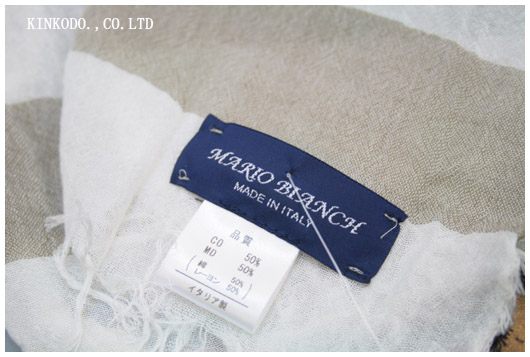 KINKODO.,CO.LTD
MARIO BIANCH
MADE IN ITALY
品質
CO 50%
MD 50%
(綿 50%
レーヨン 50%)
イタリア製